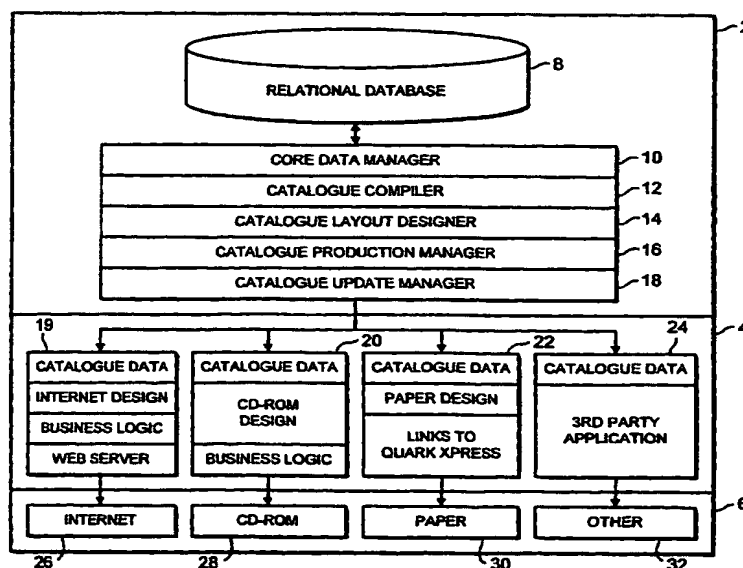 2
8
RELATIONAL DATABASE
CORE DATA MANAGER 10
CATALOGUE COMPILER 12
CATALOGUE LAYOUT DESIGNER 14
CATALOGUE PRODUCTION MANAGER 16
CATALOGUE UPDATE MANAGER 18
4
19 20 22 24
CATALOGUE DATA CATALOGUE DATA CATALOGUE DATA CATALOGUE DATA
INTERNET DESIGN CD-ROM DESIGN PAPER DESIGN 3RD PARTY APPLICATION
BUSINESS LOGIC LINKS TO QUARK XPRESS
WEB SERVER BUSINESS LOGIC
6
INTERNET CD-ROM PAPER OTHER
26 28 30 32